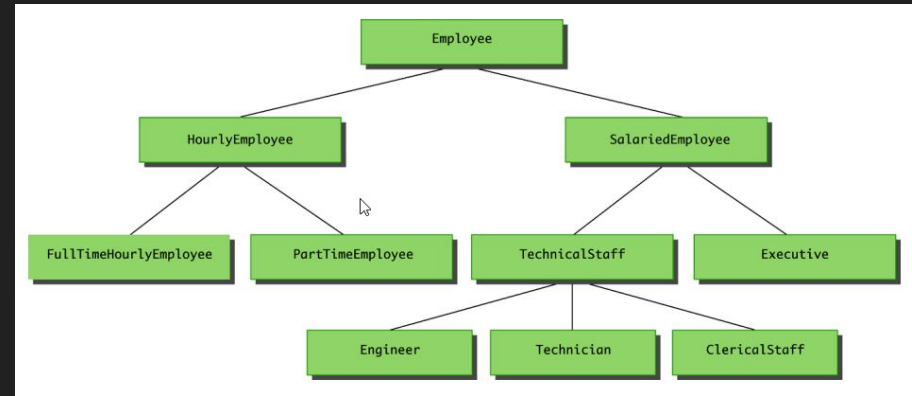 Employee
HourlyEmployee
SalariedEmployee
FullTimeHourlyEmployee
PartTimeEmployee
TechnicalStaff
Executive
Engineer
Technician
ClericalStaff